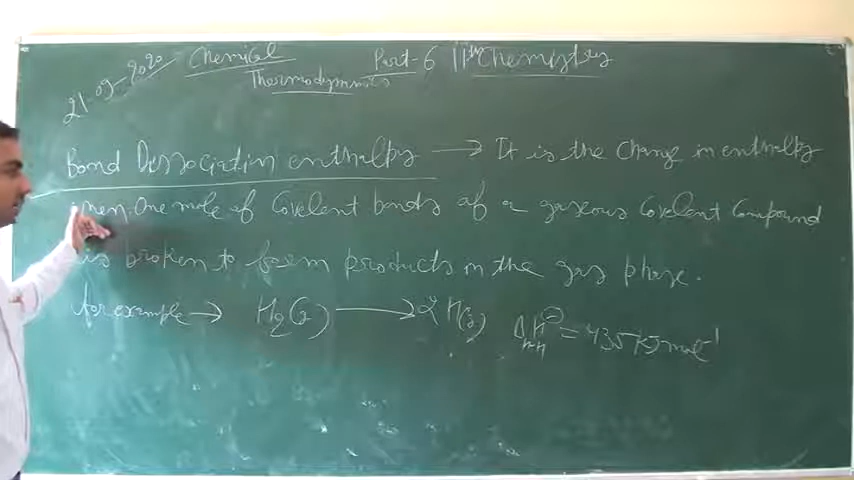 21-09-2020 Chemical Part-6 11th Chemistry
Thermodynamics
Bond Dissociation enthalpy → It is the Change in enthalpy
when One mole of Covelent bonds of a gaseous Covelent Compound
is broken to form products in the gas phase.
for example → H₂(g) ⟶ 2H(g) ΔH-H H⊖ = 435 kJ mol⁻¹